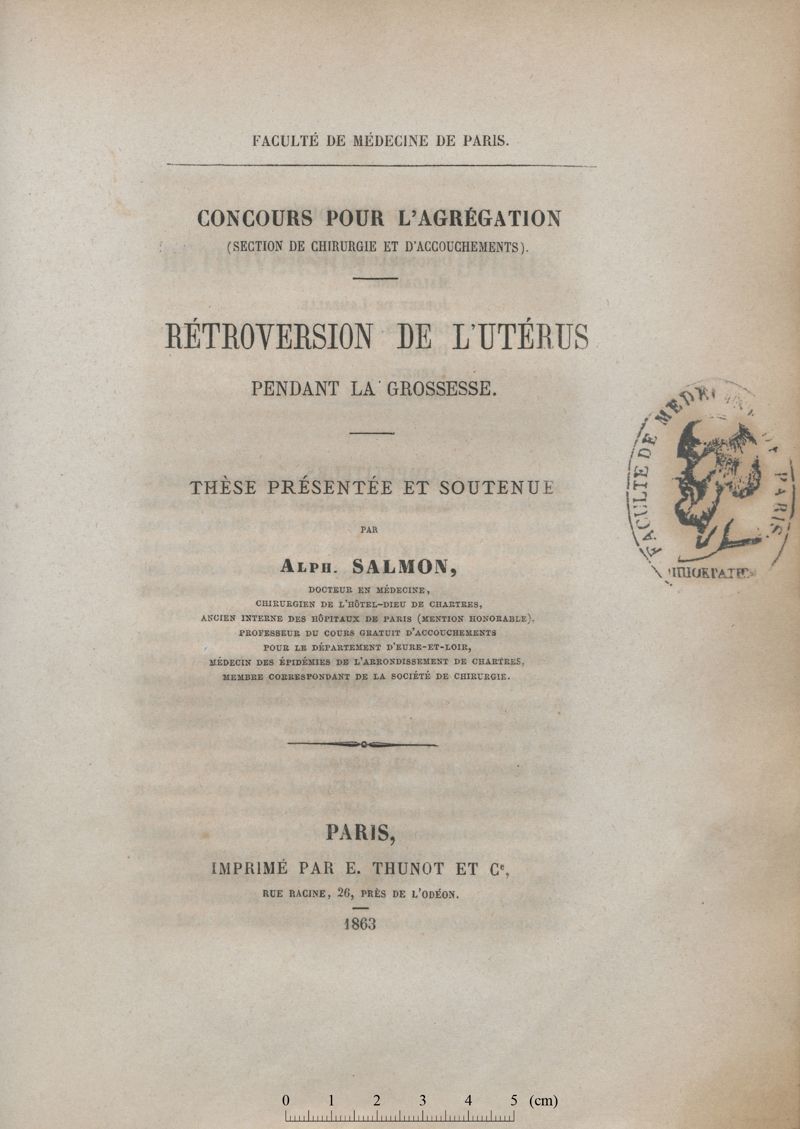 FACULTÉ DE MÉDECINE DE PARIS.
CONCOURS POUR L'AGRÉGATION
(SECTION DE CHIRURGIE ET D'ACCOUCHEMENTS).
RÉTROVERSION DE L'UTÉRUS
PENDANT LA GROSSESSE.
THÈSE PRÉSENTÉE ET SOUTENUE
PAR
ALPH. SALMON,
DOCTEUR EN MÉDECINE,
CHIRURGIEN DE L'HÔTEL-DIEU DE CHARTRES,
ANCIEN INTERNE DES HÔPITAUX DE PARIS (MENTION HONORABLE),
PROFESSEUR DU COURS GRATUIT D'ACCOUCHEMENTS
POUR LE DÉPARTEMENT D'EURE-ET-LOIR,
MÉDECIN DES ÉPIDÉMIES DE L'ARRONDISSEMENT DE CHARTRES,
MEMBRE CORRESPONDANT DE LA SOCIÉTÉ DE CHIRURGIE.
FACULTÉ DE PARIS
PARIS,
IMPRIMÉ PAR E. THUNOT ET Cᵉ,
RUE RACINE, 26, PRÈS DE L'ODÉON.
1863
0 1 2 3 4 5 (cm)